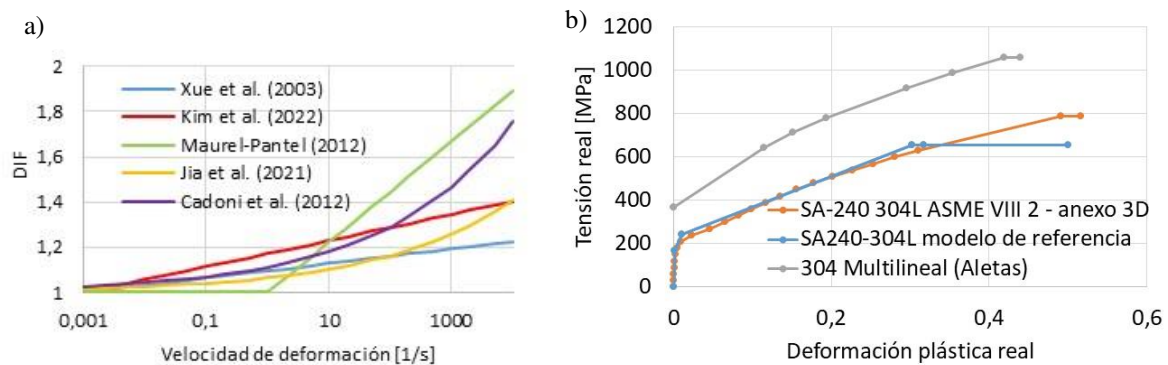 a)
2
1,8
1,6
1,4
1,2
1
DIF
Xue et al. (2003)
Kim et al. (2022)
Maurel-Pantel (2012)
Jia et al. (2021)
Cadoni et al. (2012)
0,001
0,1
10
1000
Velocidad de deformación [1/s]
b)
1200
1000
800
600
400
200
0
Tensión real [MPa]
SA-240 304L ASME VIII 2 - anexo 3D
SA240-304L modelo de referencia
304 Multilineal (Aletas)
0
0,2
0,4
0,6
Deformación plástica real